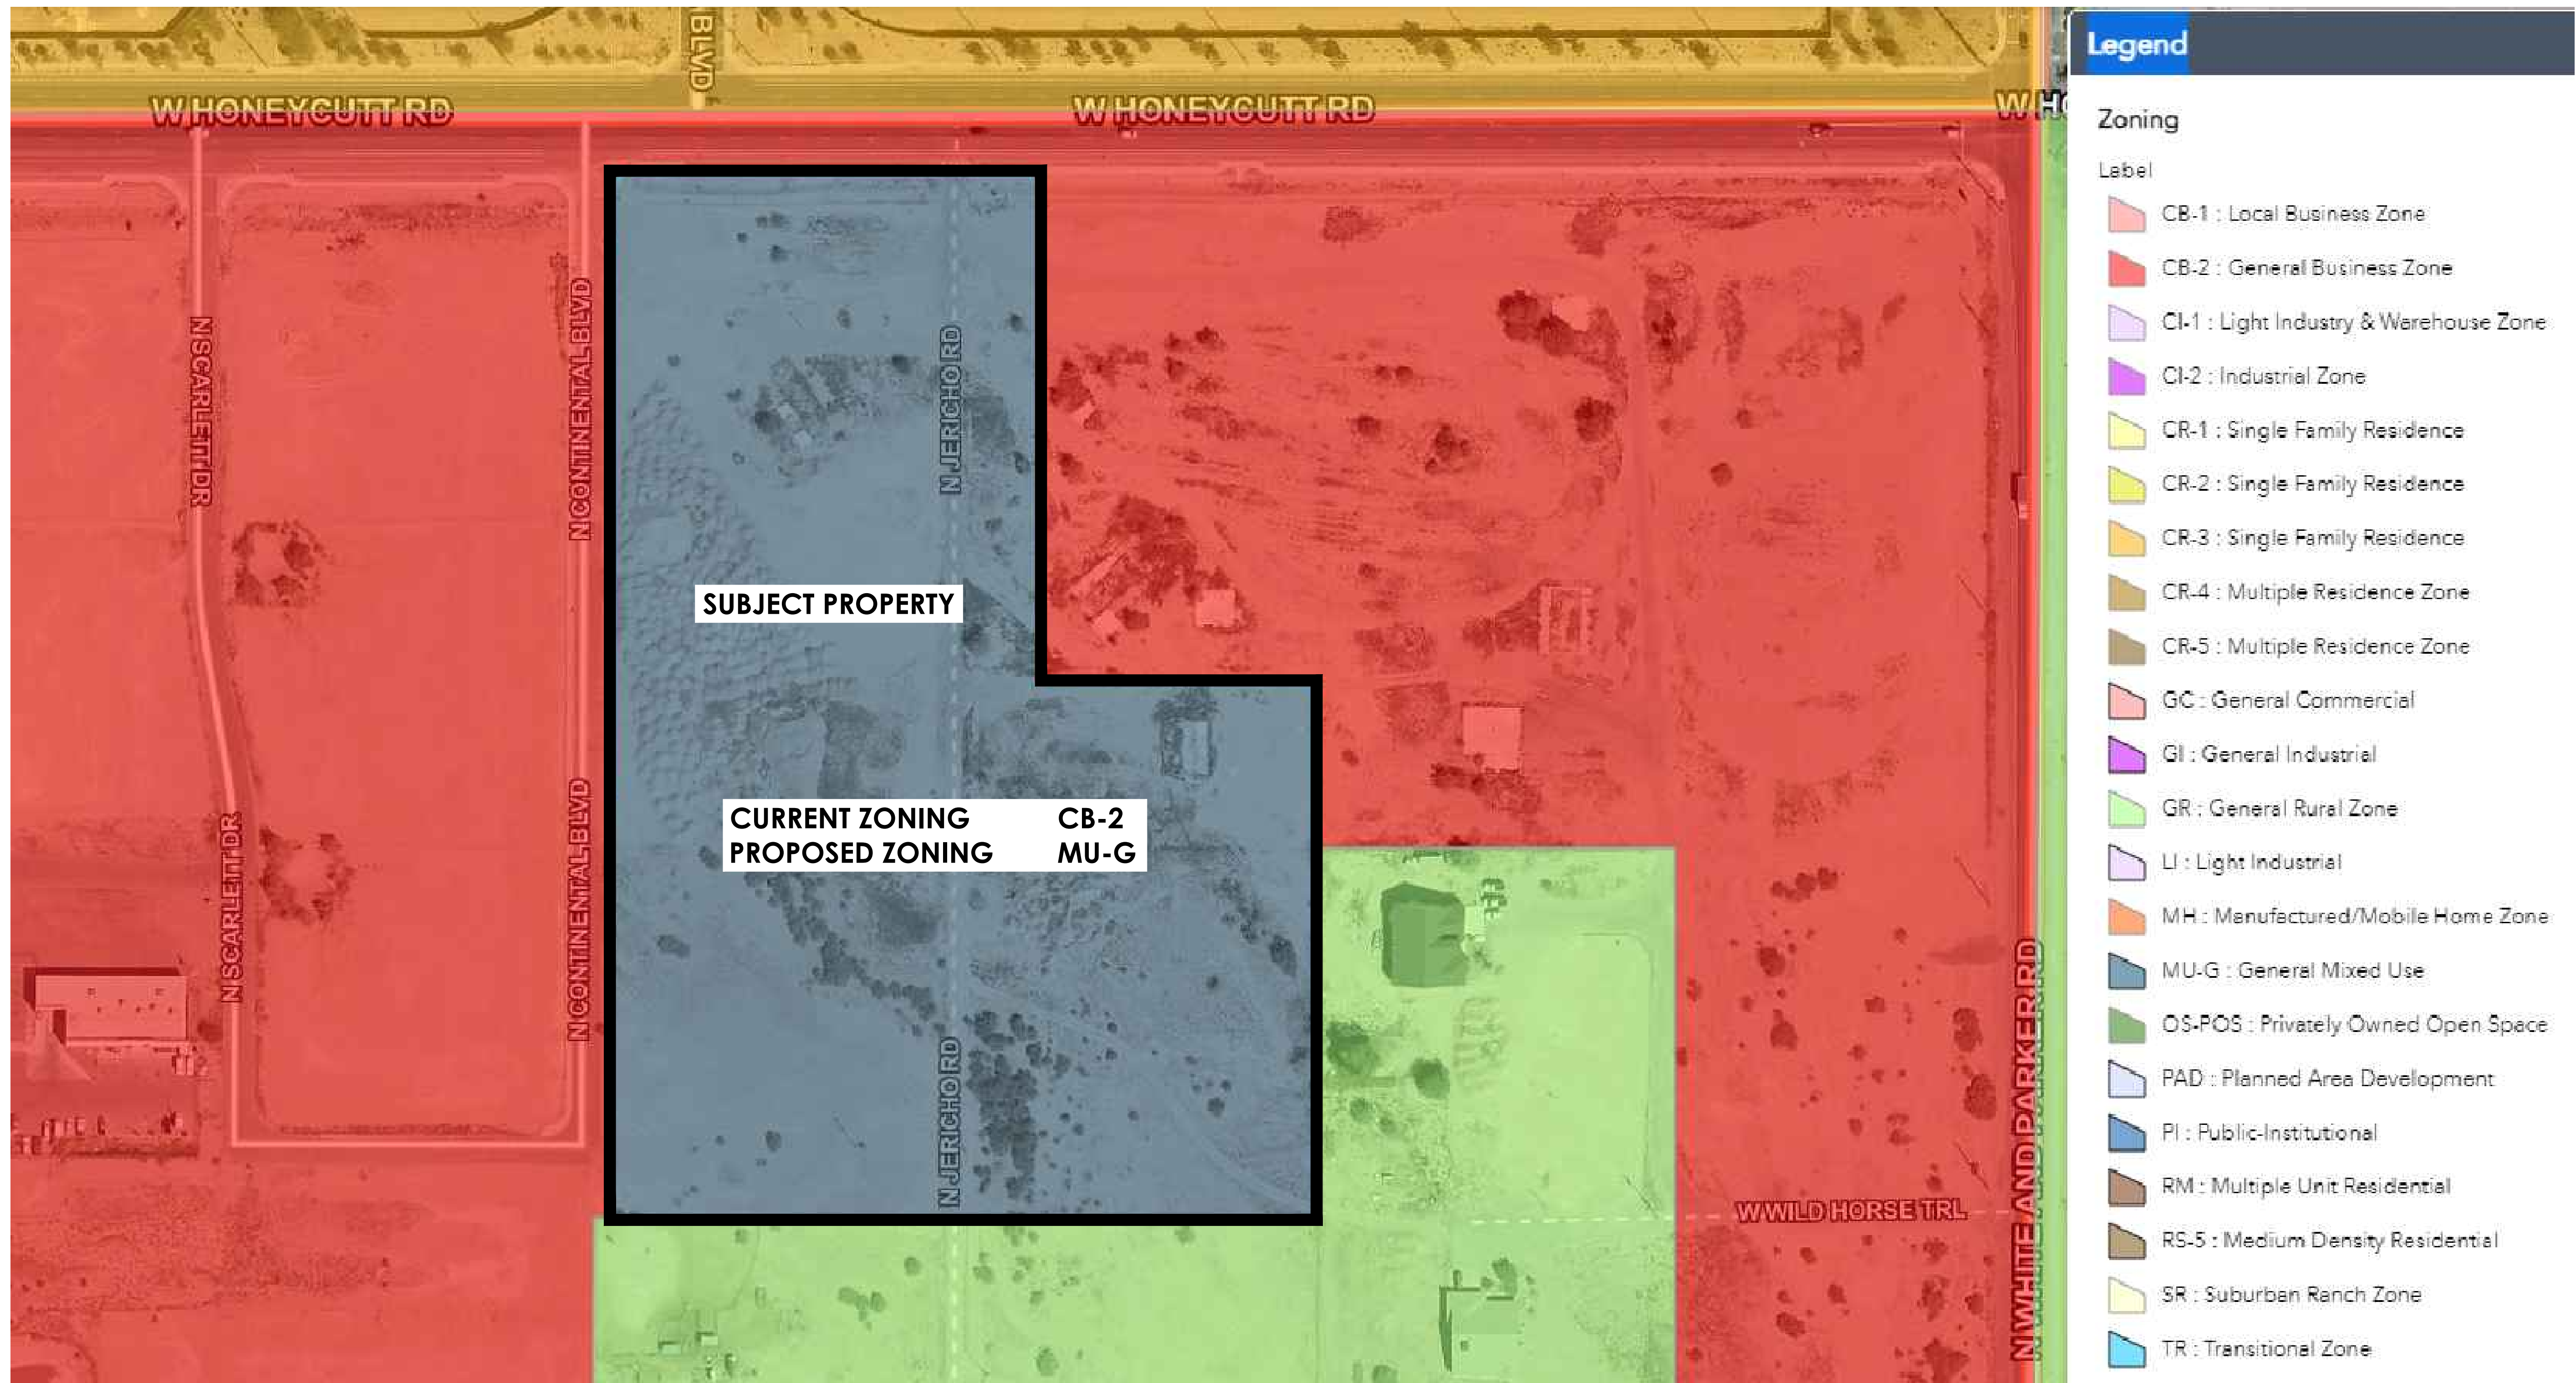 BLVD
W HONEYCUTT RD
W HONEYCUTT RD
W HO
N SCARLETT DR
N CONTINENTAL BLVD
N JERICHO RD
SUBJECT PROPERTY
CURRENT ZONING CB-2
PROPOSED ZONING MU-G
N SCARLETT DR
N CONTINENTAL BLVD
N JERICHO RD
W WILD HORSE TRL
N WHITE AND PARKER RD
Legend
Zoning
Label
CB-1 : Local Business Zone
CB-2 : General Business Zone
CI-1 : Light Industry & Warehouse Zone
CI-2 : Industrial Zone
CR-1 : Single Family Residence
CR-2 : Single Family Residence
CR-3 : Single Family Residence
CR-4 : Multiple Residence Zone
CR-5 : Multiple Residence Zone
GC : General Commercial
GI : General Industrial
GR : General Rural Zone
LI : Light Industrial
MH : Manufactured/Mobile Home Zone
MU-G : General Mixed Use
OS-POS : Privately Owned Open Space
PAD : Planned Area Development
PI : Public-Institutional
RM : Multiple Unit Residential
RS-5 : Medium Density Residential
SR : Suburban Ranch Zone
TR : Transitional Zone